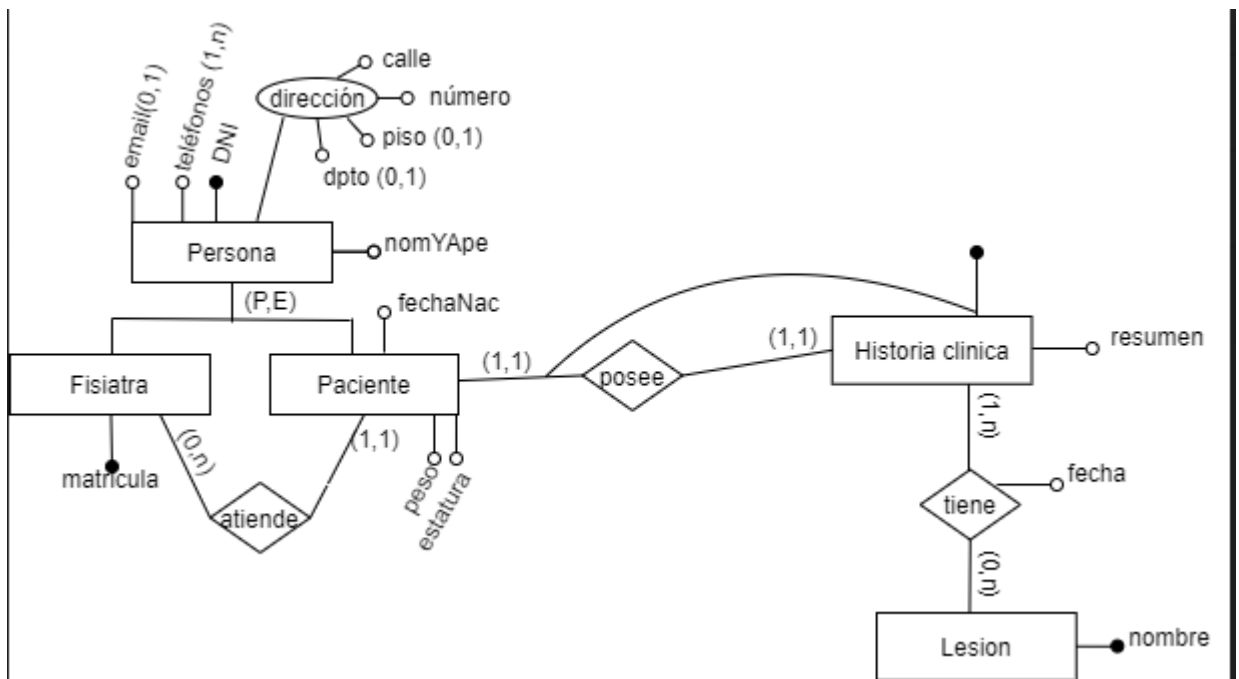 calle
dirección
número
piso (0,1)
dpto (0,1)
email(0,1)
teléfonos (1,n)
DNI
Persona
nomYApe
(P,E)
fechaNac
Fisiatra
Paciente
(1,1)
posee
(1,1)
Historia clinica
resumen
matricula
(0,n)
(1,1)
atiende
peso
estatura
(1,n)
fecha
tiene
(0,n)
Lesion
nombre